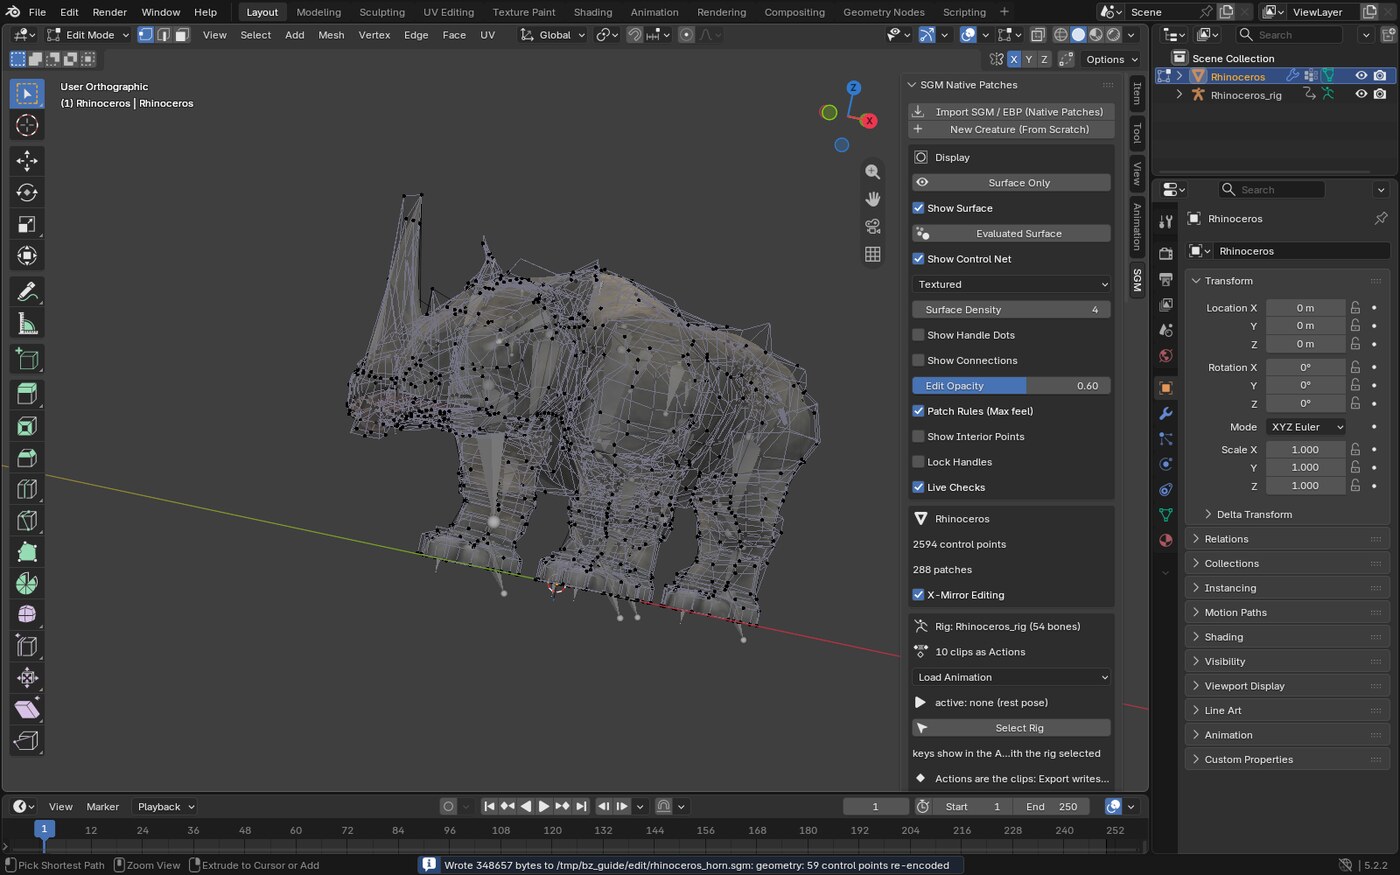 File Edit Render Window Help Layout Modeling Sculpting UV Editing Texture Paint Shading Animation Rendering Compositing Geometry Nodes Scripting + Scene ViewLayer
Edit Mode View Select Add Mesh Vertex Edge Face UV Global Search
X Y Z Options
Scene Collection
Rhinoceros
Rhinoceros_rig
User Orthographic
(1) Rhinoceros | Rhinoceros
Z
X
SGM Native Patches
Import SGM / EBP (Native Patches)
New Creature (From Scratch)
Display
Surface Only
Show Surface
Evaluated Surface
Show Control Net
Textured
Surface Density 4
Show Handle Dots
Show Connections
Edit Opacity 0.60
Patch Rules (Max feel)
Show Interior Points
Lock Handles
Live Checks
Rhinoceros
2594 control points
288 patches
X-Mirror Editing
Rig: Rhinoceros_rig (54 bones)
10 clips as Actions
Load Animation
active: none (rest pose)
Select Rig
keys show in the A...ith the rig selected
Actions are the clips: Export writes...
Item
Tool
View
Animation
SGM
Search
Rhinoceros
Rhinoceros
Transform
Location X 0 m
Y 0 m
Z 0 m
Rotation X 0°
Y 0°
Z 0°
Mode XYZ Euler
Scale X 1.000
Y 1.000
Z 1.000
Delta Transform
Relations
Collections
Instancing
Motion Paths
Shading
Visibility
Viewport Display
Line Art
Animation
Custom Properties
View Marker Playback 1 Start 1 End 250
1 12 24 36 48 60 72 84 96 108 120 132 144 156 168 180 192 204 216 228 240 252
Pick Shortest Path Zoom View Extrude to Cursor or Add Wrote 348657 bytes to /tmp/bz_guide/edit/rhinoceros_horn.sgm: geometry: 59 control points re-encoded 5.2.2